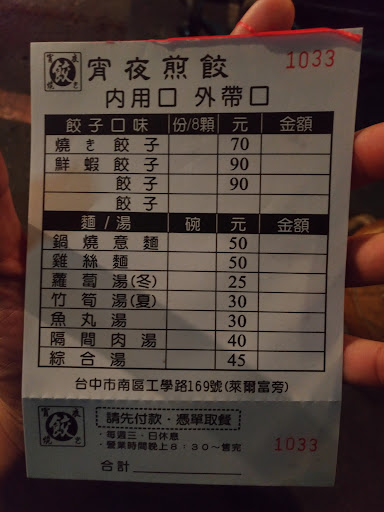 宵夜煎餃 1033
内用口 外帶口
餃子口味 份/8顆 元 金額
燒き餃子 70
鮮蝦餃子 90
餃子 90
餃子
麵/湯 碗 元 金額
鍋燒意麵 50
雞絲麵 50
蘿蔔湯(冬) 25
竹筍湯(夏) 30
魚丸湯 30
隔間肉湯 40
綜合湯 45
台中市南區工學路169號(萊爾富旁)
餃
請先付款·憑單取餐
·每週三、日休息
·營業時間晚上8:30~售完
1033
合計